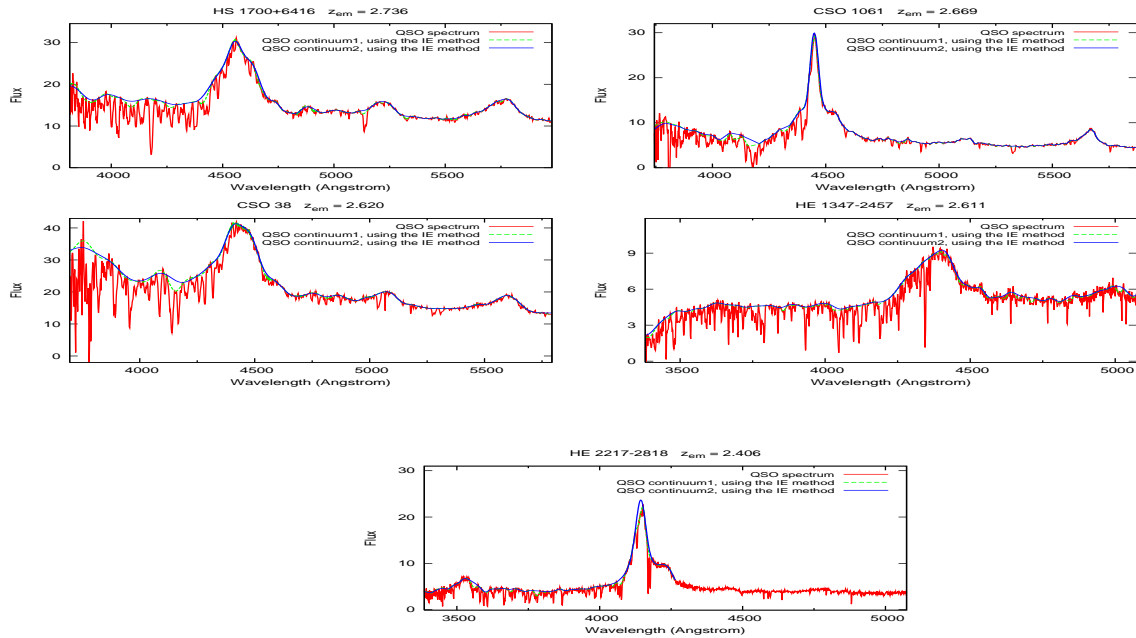 HS 1700+6416 z_em = 2.736
QSO spectrum
QSO continuum1, using the IE method
QSO continuum2, using the IE method
Flux
30
20
10
0
4000 4500 5000 5500
Wavelength (Angstrom)
CSO 1061 z_em = 2.669
QSO spectrum
QSO continuum1, using the IE method
QSO continuum2, using the IE method
Flux
30
20
10
0
4000 4500 5000 5500
Wavelength (Angstrom)
CSO 38 z_em = 2.620
QSO spectrum
QSO continuum1, using the IE method
QSO continuum2, using the IE method
Flux
40
30
20
10
0
4000 4500 5000 5500
Wavelength (Angstrom)
HE 1347-2457 z_em = 2.611
QSO spectrum
QSO continuum1, using the IE method
QSO continuum2, using the IE method
Flux
9
6
3
0
3500 4000 4500 5000
Wavelength (Angstrom)
HE 2217-2818 z_em = 2.406
QSO spectrum
QSO continuum1, using the IE method
QSO continuum2, using the IE method
Flux
30
20
10
0
3500 4000 4500 5000
Wavelength (Angstrom)